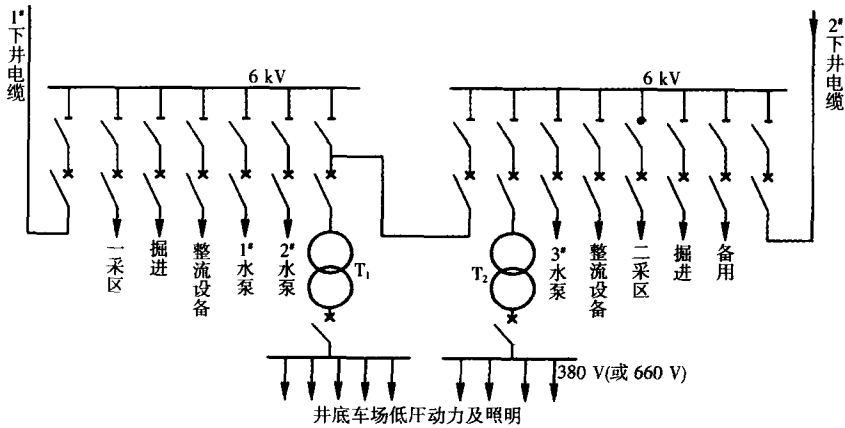 1#下井电缆
6 kV
6 kV
2#下井电缆
一采区
掘进
整流设备
1#水泵
2#水泵
T₁
T₂
3#水泵
整流设备
二采区
掘进
备用
380 V(或 660 V)
井底车场低压动力及照明